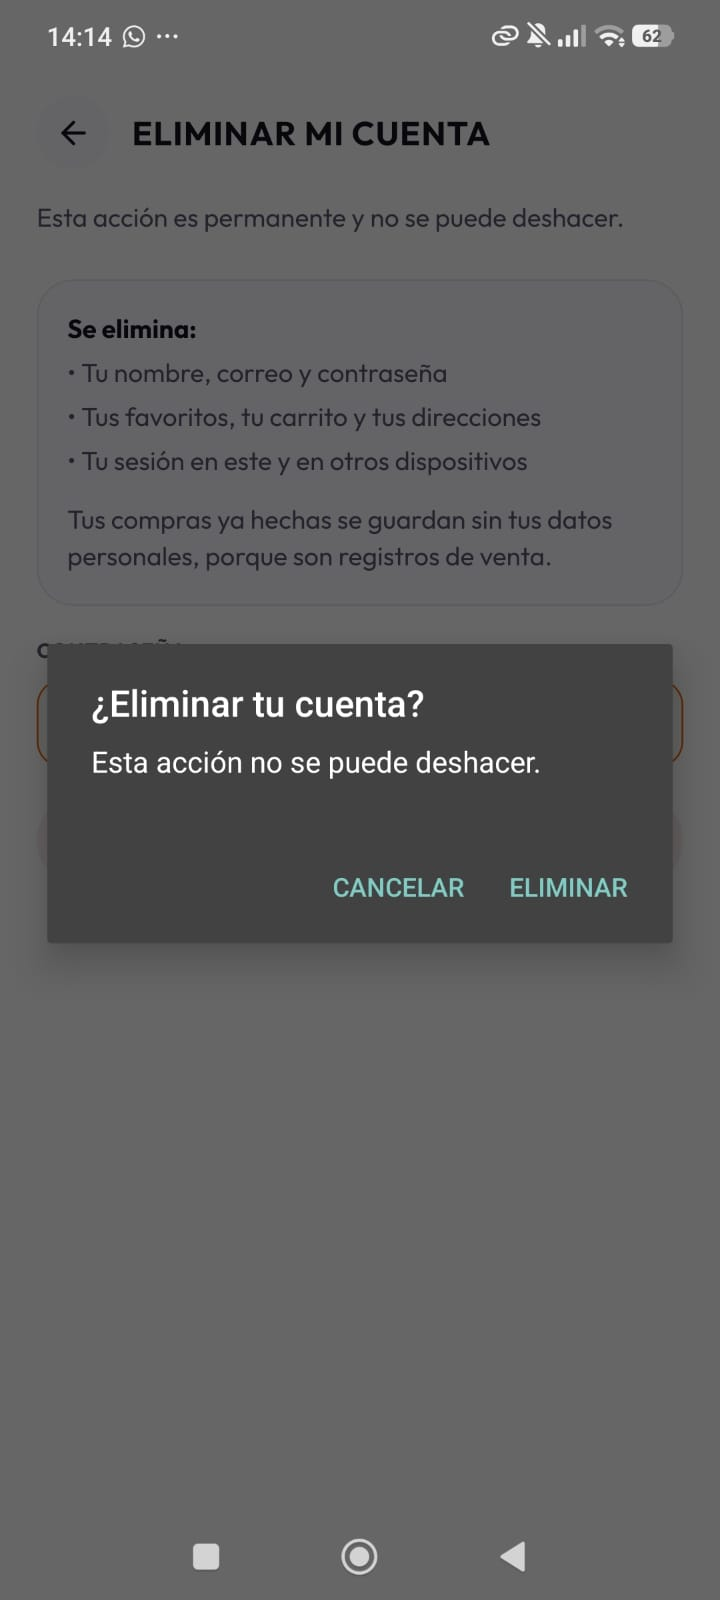 14:14
62
ELIMINAR MI CUENTA
Esta acción es permanente y no se puede deshacer.
Se elimina:
• Tu nombre, correo y contraseña
• Tus favoritos, tu carrito y tus direcciones
• Tu sesión en este y en otros dispositivos
Tus compras ya hechas se guardan sin tus datos
personales, porque son registros de venta.
¿Eliminar tu cuenta?
Esta acción no se puede deshacer.
CANCELAR ELIMINAR